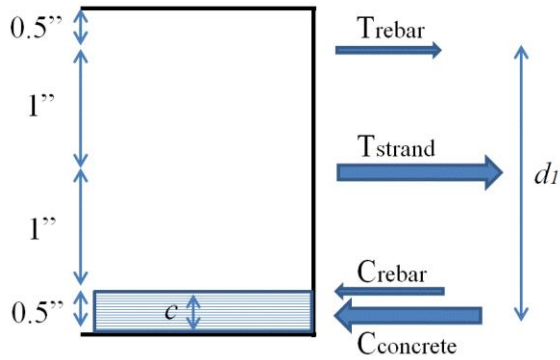 0.5”
1”
1”
0.5”
c
Trebar
Tstrand
d1
Crebar
Cconcrete